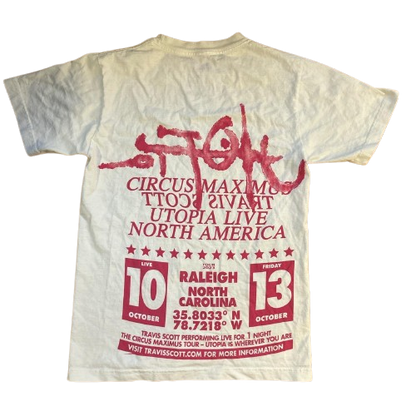 CIRCUS MAXIMUS
TRAVIS SCOTT
UTOPIA LIVE
NORTH AMERICA
LIVE
10
OCTOBER
RALEIGH
NORTH
CAROLINA
35.8033° N
78.7218° W
FRIDAY
13
OCTOBER
TRAVIS SCOTT PERFORMING LIVE FOR 1 NIGHT
THE CIRCUS MAXIMUS TOUR – UTOPIA IS WHEREVER YOU ARE
VISIT TRAVISSCOTT.COM FOR MORE INFORMATION